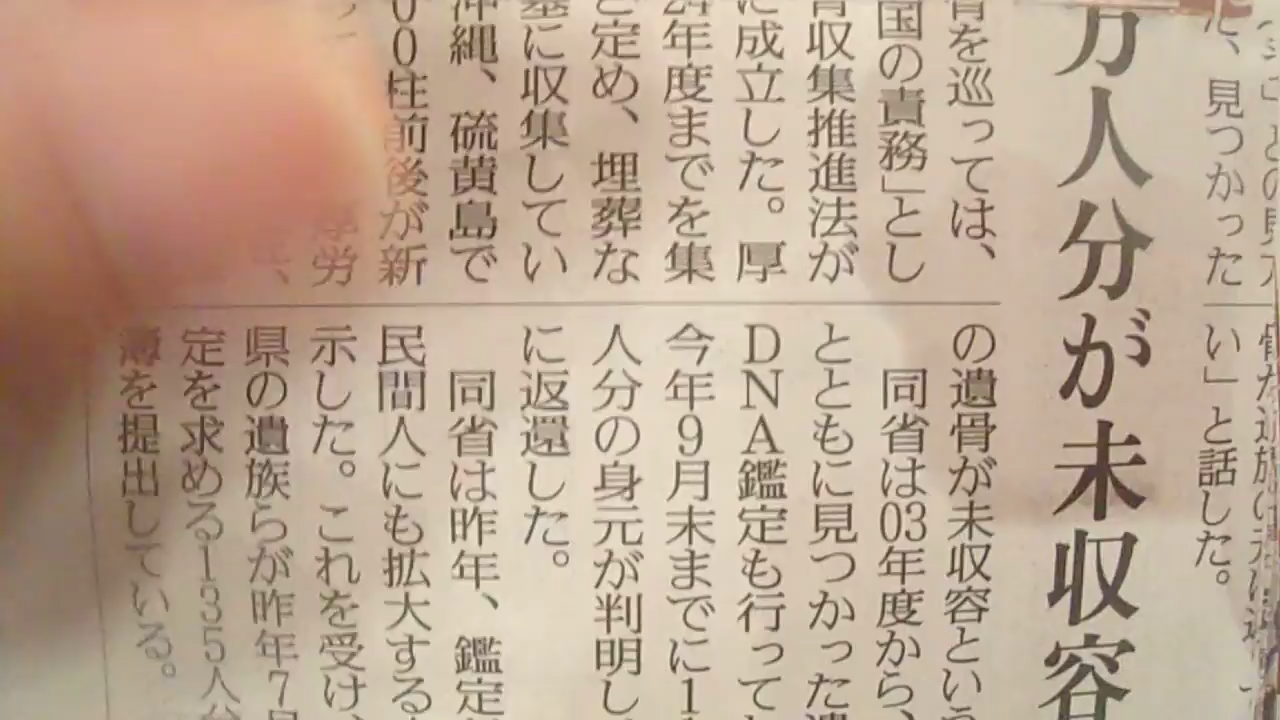 た、見つかった
い」と話した。
万人分が未収容
骨を巡っては、
国の責務」とし
骨収集推進法が
に成立した。厚
24年度までを集
と定め、埋葬な
墓に収集してい
沖縄、硫黄島で
00柱前後が新
厚労
の遺骨が未収容という
同省は03年度から、
とともに見つかった遺
DNA鑑定も行って
今年9月末までに1
人分の身元が判明し
に返還した。
同省は昨年、鑑定
民間人にも拡大する
示した。これを受け、
県の遺族らが昨年7月
定を求める135人分
簿を提出している。